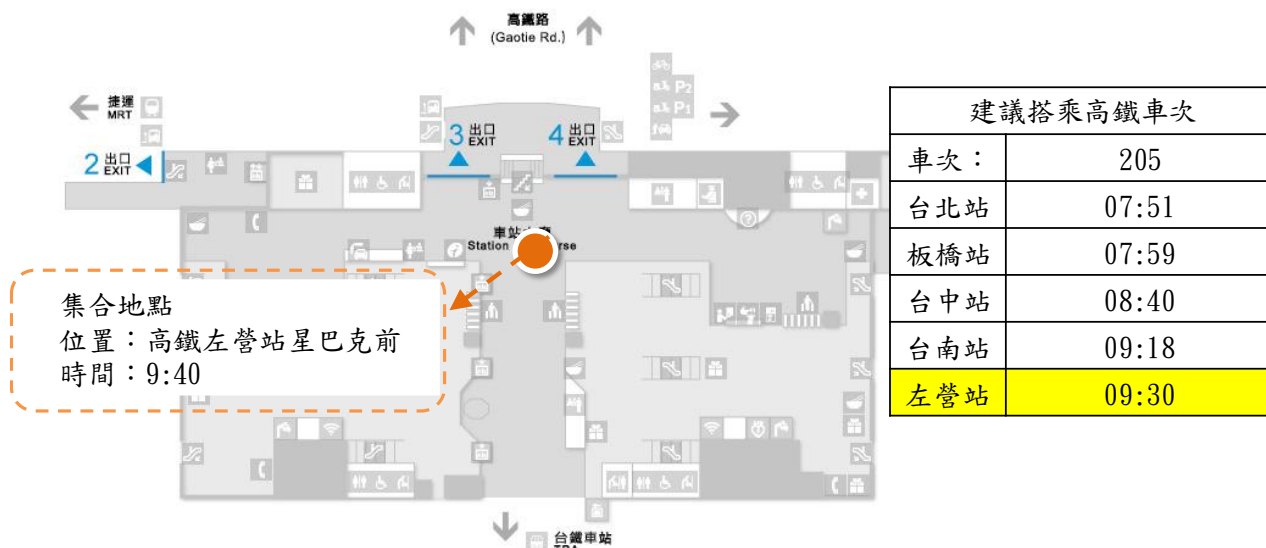 高鐵路
(Gaotie Rd.)
捷運
MRT
P2
P1
2 出口
EXIT
3 出口
EXIT
4 出口
EXIT
車站
Station rse
集合地點
位置：高鐵左營站星巴克前
時間：9:40
台鐵車站
建議搭乘高鐵車次
車次： 205
台北站 07:51
板橋站 07:59
台中站 08:40
台南站 09:18
左營站 09:30